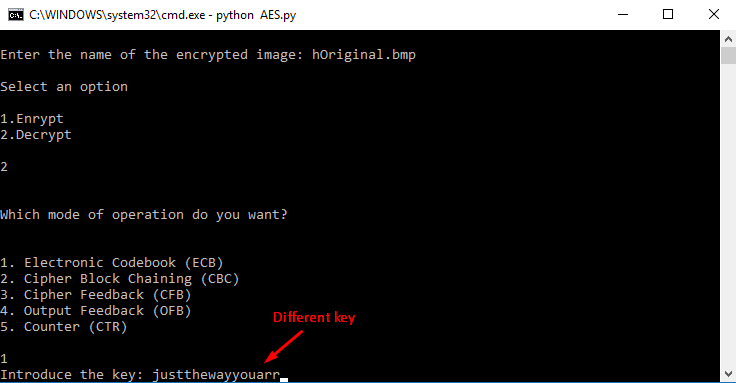 C:\WINDOWS\system32\cmd.exe - python  AES.py
Enter the name of the encrypted image: hOriginal.bmp
Select an option
1.Enrypt
2.Decrypt
2
Which mode of operation do you want?
1. Electronic Codebook (ECB)
2. Cipher Block Chaining (CBC)
3. Cipher Feedback (CFB)
4. Output Feedback (OFB)
5. Counter (CTR)
Different key
1
Introduce the key: justthewayyouarr